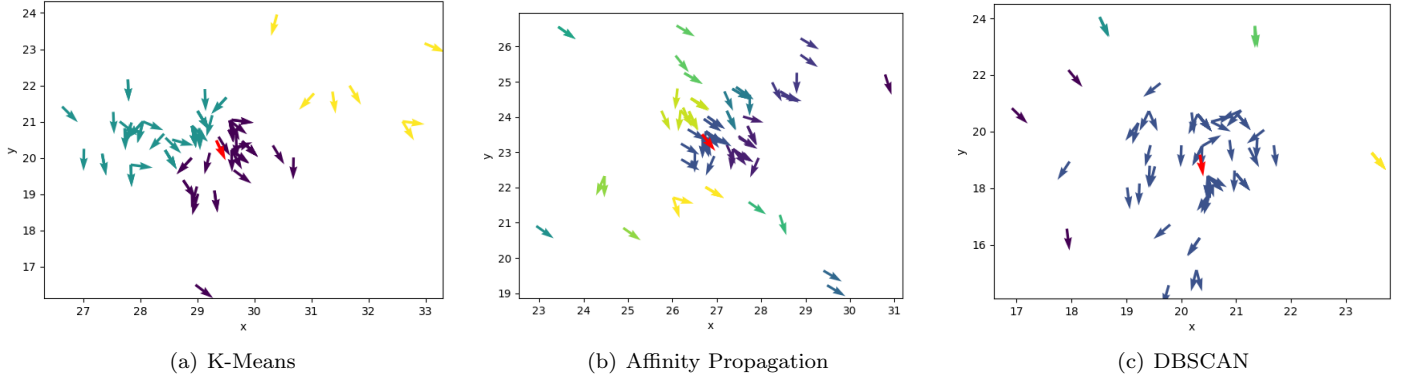 24
23
22
21
20
19
18
17
y
27 28 29 30 31 32 33
x
(a) K-Means
26
25
24
23
22
21
20
19
y
23 24 25 26 27 28 29 30 31
x
(b) Affinity Propagation
24
22
20
18
16
y
17 18 19 20 21 22 23
x
(c) DBSCAN